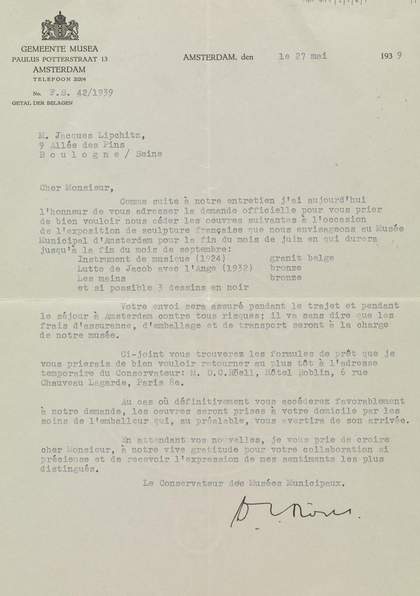 GEMEENTE MUSEA
PAULUS POTTERSTRAAT 13
AMSTERDAM
TELEFOON
No. F.S. 42/1939
GETAL DER BIJLAGEN
AMSTERDAM, den le 27 mai 1939
M. Jacques Lipchitz,
9 Allée des Pins
Boulogne / Seine
Cher Monsieur,
Comme suite à notre entretien j'ai aujourd'hui
l'honneur de vous adresser la demande officielle pour vous prier
de bien vouloir nous céder les oeuvres suivantes à l'occasion
de l'exposition de sculpture française que nous envisageons au Musée
Municipal d'Amsterdam pour la fin du mois de juin en qui durera
jusqu'à la fin du mois de septembre:
Instrument de musique (1924) granit belge
Lutte de Jacob avec l'Ange (1932) bronze
Les mains bronze
et si possible 3 dessins en noir
Votre envoi sera assuré pendant le trajet et pendant
le séjour à Amsterdam contre tous risques; il va sans dire que les
frais d'assurance, d'emballage et de transport seront à la charge
de notre musée.
Ci-joint vous trouverez les formules de prêt que je
vous prierais de bien vouloir retourner au plus tôt à l'adresse
temporaire du Conservateur: M. D.C. Röell, Hôtel Roblin, 6 rue
Chauveau Lagarde, Paris 8e.
Au cas où définitivement vous accéderez favorablement
à notre demande, les oeuvres seront prises à votre domicile par les
soins de l'emballeur qui, au préalable, vous avertira de son arrivée.
En attendant vos nouvelles, je vous prie de croire
cher Monsieur, à notre vive gratitude pour votre collaboration si
précieuse et de recevoir l'expression de mes sentiments les plus
distingués.
Le Conservateur des Musées Municipaux.